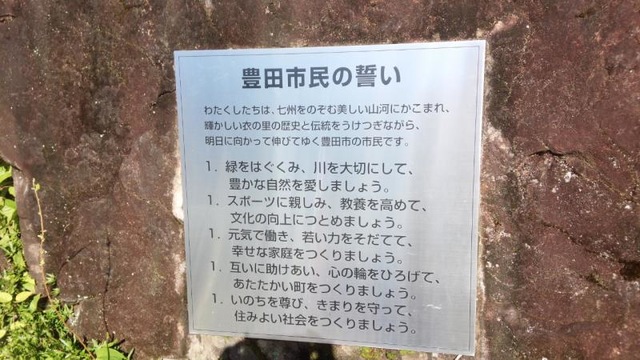 豊田市民の誓い
わたくしたちは、七州をのぞむ美しい山河にかこまれ、
輝かしい衣の里の歴史と伝統をうけつぎながら、
明日に向かって伸びてゆく豊田市の市民です。
1．緑をはぐくみ、川を大切にして、
豊かな自然を愛しましょう。
1．スポーツに親しみ、教養を高めて、
文化の向上につとめましょう。
1．元気で働き、若い力をそだてて、
幸せな家庭をつくりましょう。
1．互いに助けあい、心の輪をひろげて、
あたたかい町をつくりましょう。
1．いのちを尊び、きまりを守って、
住みよい社会をつくりましょう。